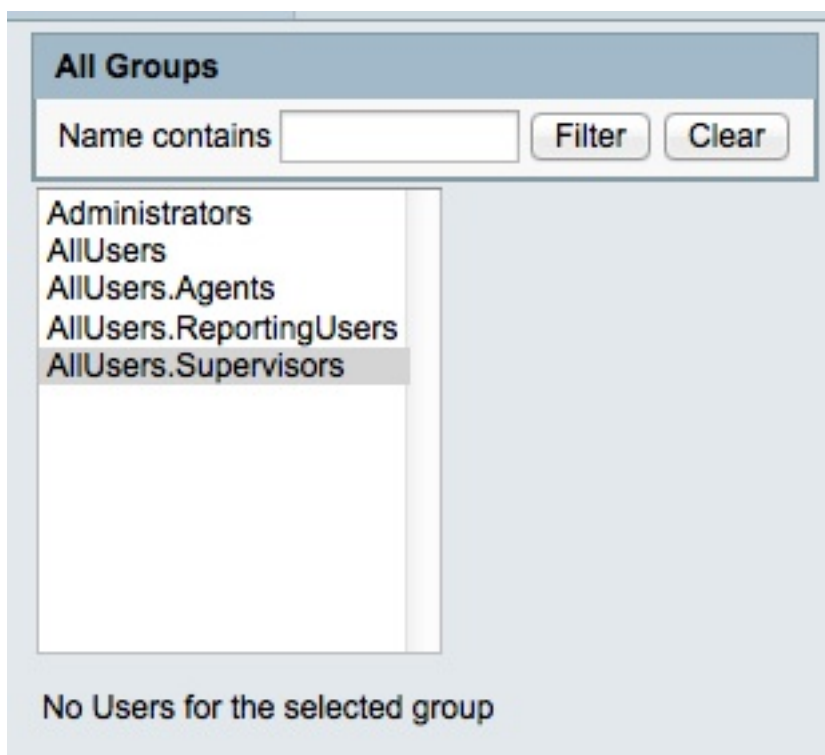 All Groups
Name contains Filter Clear
Administrators
AllUsers
AllUsers.Agents
AllUsers.ReportingUsers
AllUsers.Supervisors
No Users for the selected group